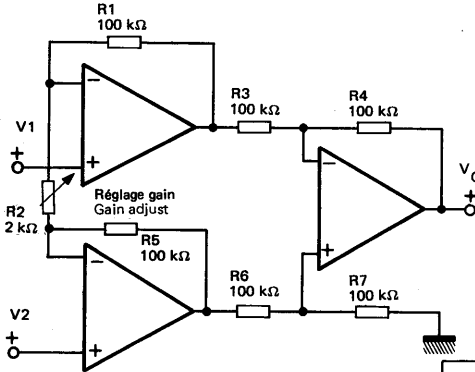 R1
100 kΩ
R3
100 kΩ
R4
100 kΩ
−
V1
+
+
−
VO
+
R2
2 kΩ
Réglage gain
Gain adjust
R5
100 kΩ
−
+
R6
100 kΩ
R7
100 kΩ
V2
+
+